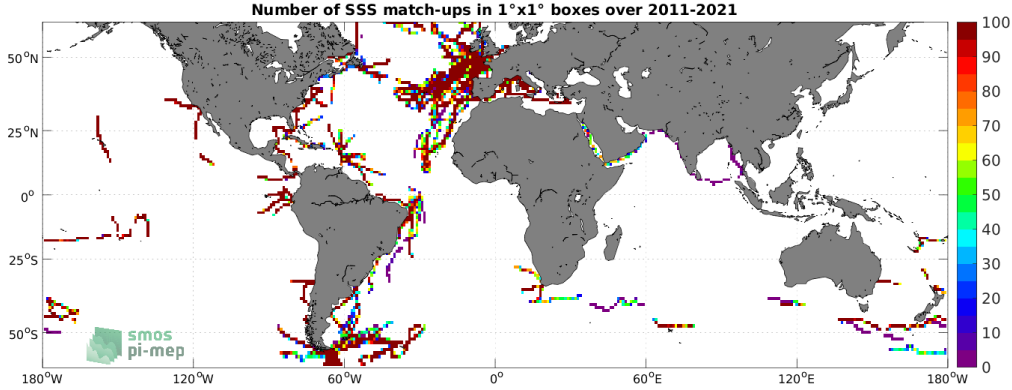 Number of SSS match-ups in 1°x1° boxes over 2011-2021
50°N
25°N
0°
25°S
50°S
180°W
120°W
60°W
0°
60°E
120°E
180°W
100
90
80
70
60
50
40
30
20
10
0
smos
pi-mep